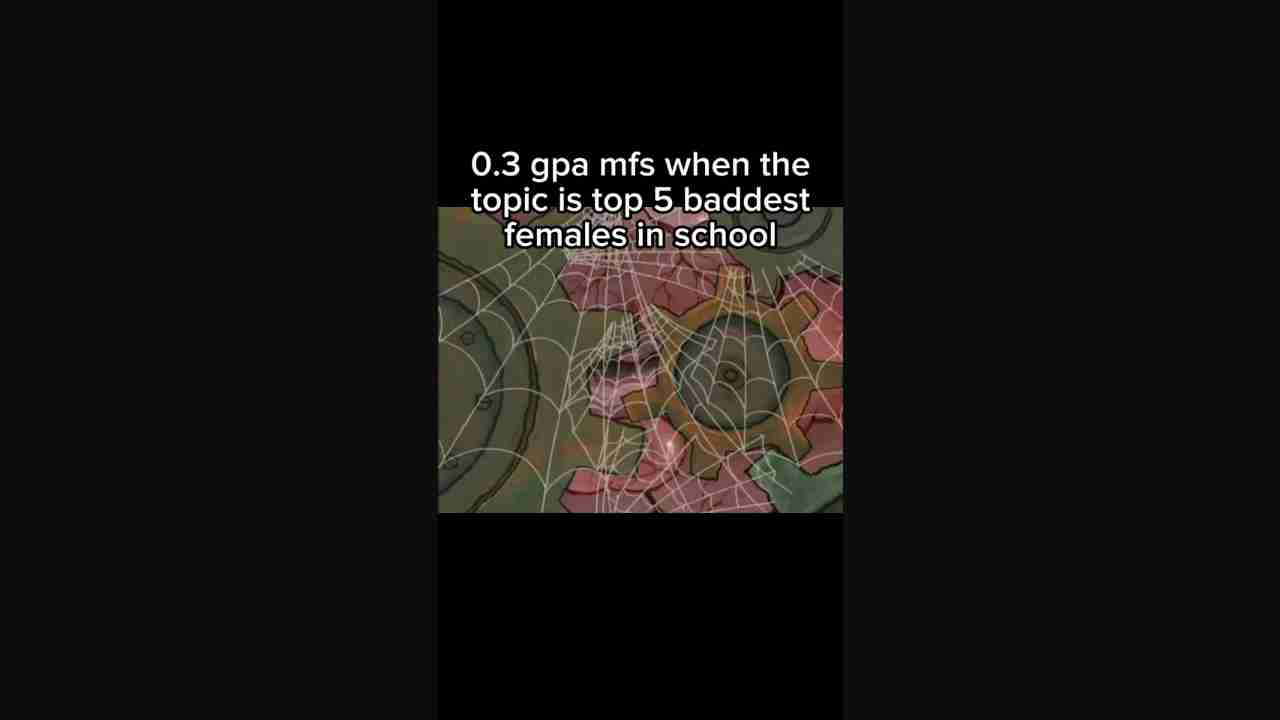 0.3 gpa mfs when the
topic is top 5 baddest
females in school